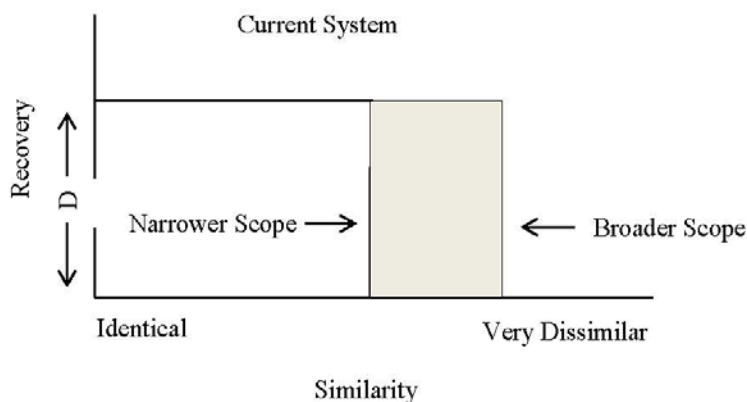 Current System
Recovery
D
Narrower Scope
Broader Scope
Identical
Very Dissimilar
Similarity